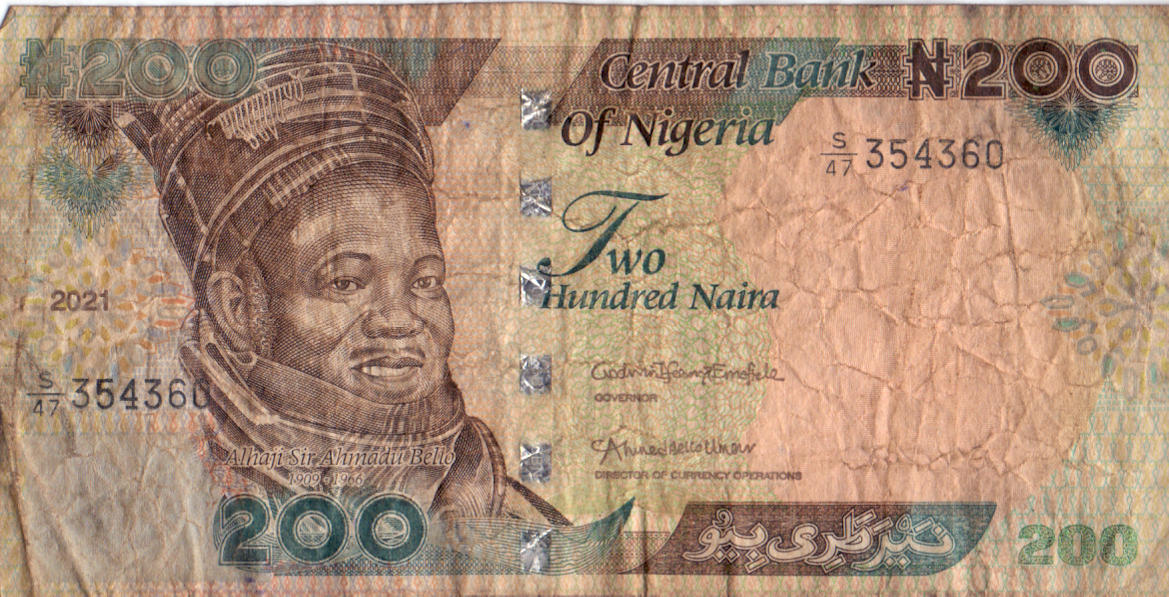 ₦200
Central Bank ₦200
Of Nigeria
S/47 354360
Two
Hundred Naira
2021
S/47 354360
GOVERNOR
DIRECTOR OF CURRENCY OPERATIONS
Alhaji Sir Ahmadu Bello
1909 - 1966
200
نَيْرَ طَرِى بِيُو
200